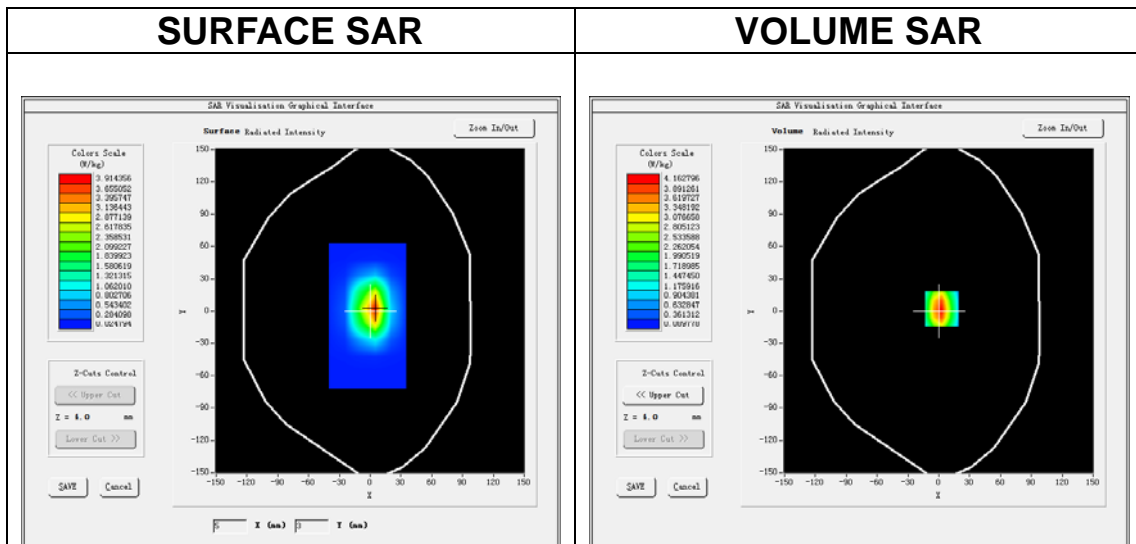 SURFACE SAR
SAR Visualisation Graphical Interface
Surface Radiated Intensity
Zoom In/Out
Colors Scale
(W/kg)
3.914356
3.655052
3.395747
3.136443
2.877139
2.617835
2.358531
2.099227
1.839923
1.580619
1.321315
1.062010
0.802706
0.543402
0.284098
0.024794
Z-Cuts Control
<< Upper Cut
Z = 4.0 mm
Lower Cut >>
SAVE
Cancel
150
120
90
60
30
0
-30
-60
-90
-120
-150
Y
-150 -120 -90 -60 -30 0 30 60 90 120 150
X
5 X (mm) 3 Y (mm)
VOLUME SAR
SAR Visualisation Graphical Interface
Volume Radiated Intensity
Zoom In/Out
Colors Scale
(W/kg)
4.162796
3.891261
3.619727
3.348192
3.076658
2.805123
2.533588
2.262054
1.990519
1.718985
1.447450
1.175916
0.904381
0.632847
0.361312
0.089778
Z-Cuts Control
<< Upper Cut
Z = 4.0 mm
Lower Cut >>
SAVE
Cancel
150
120
90
60
30
0
-30
-60
-90
-120
-150
Y
-150 -120 -90 -60 -30 0 30 60 90 120 150
X